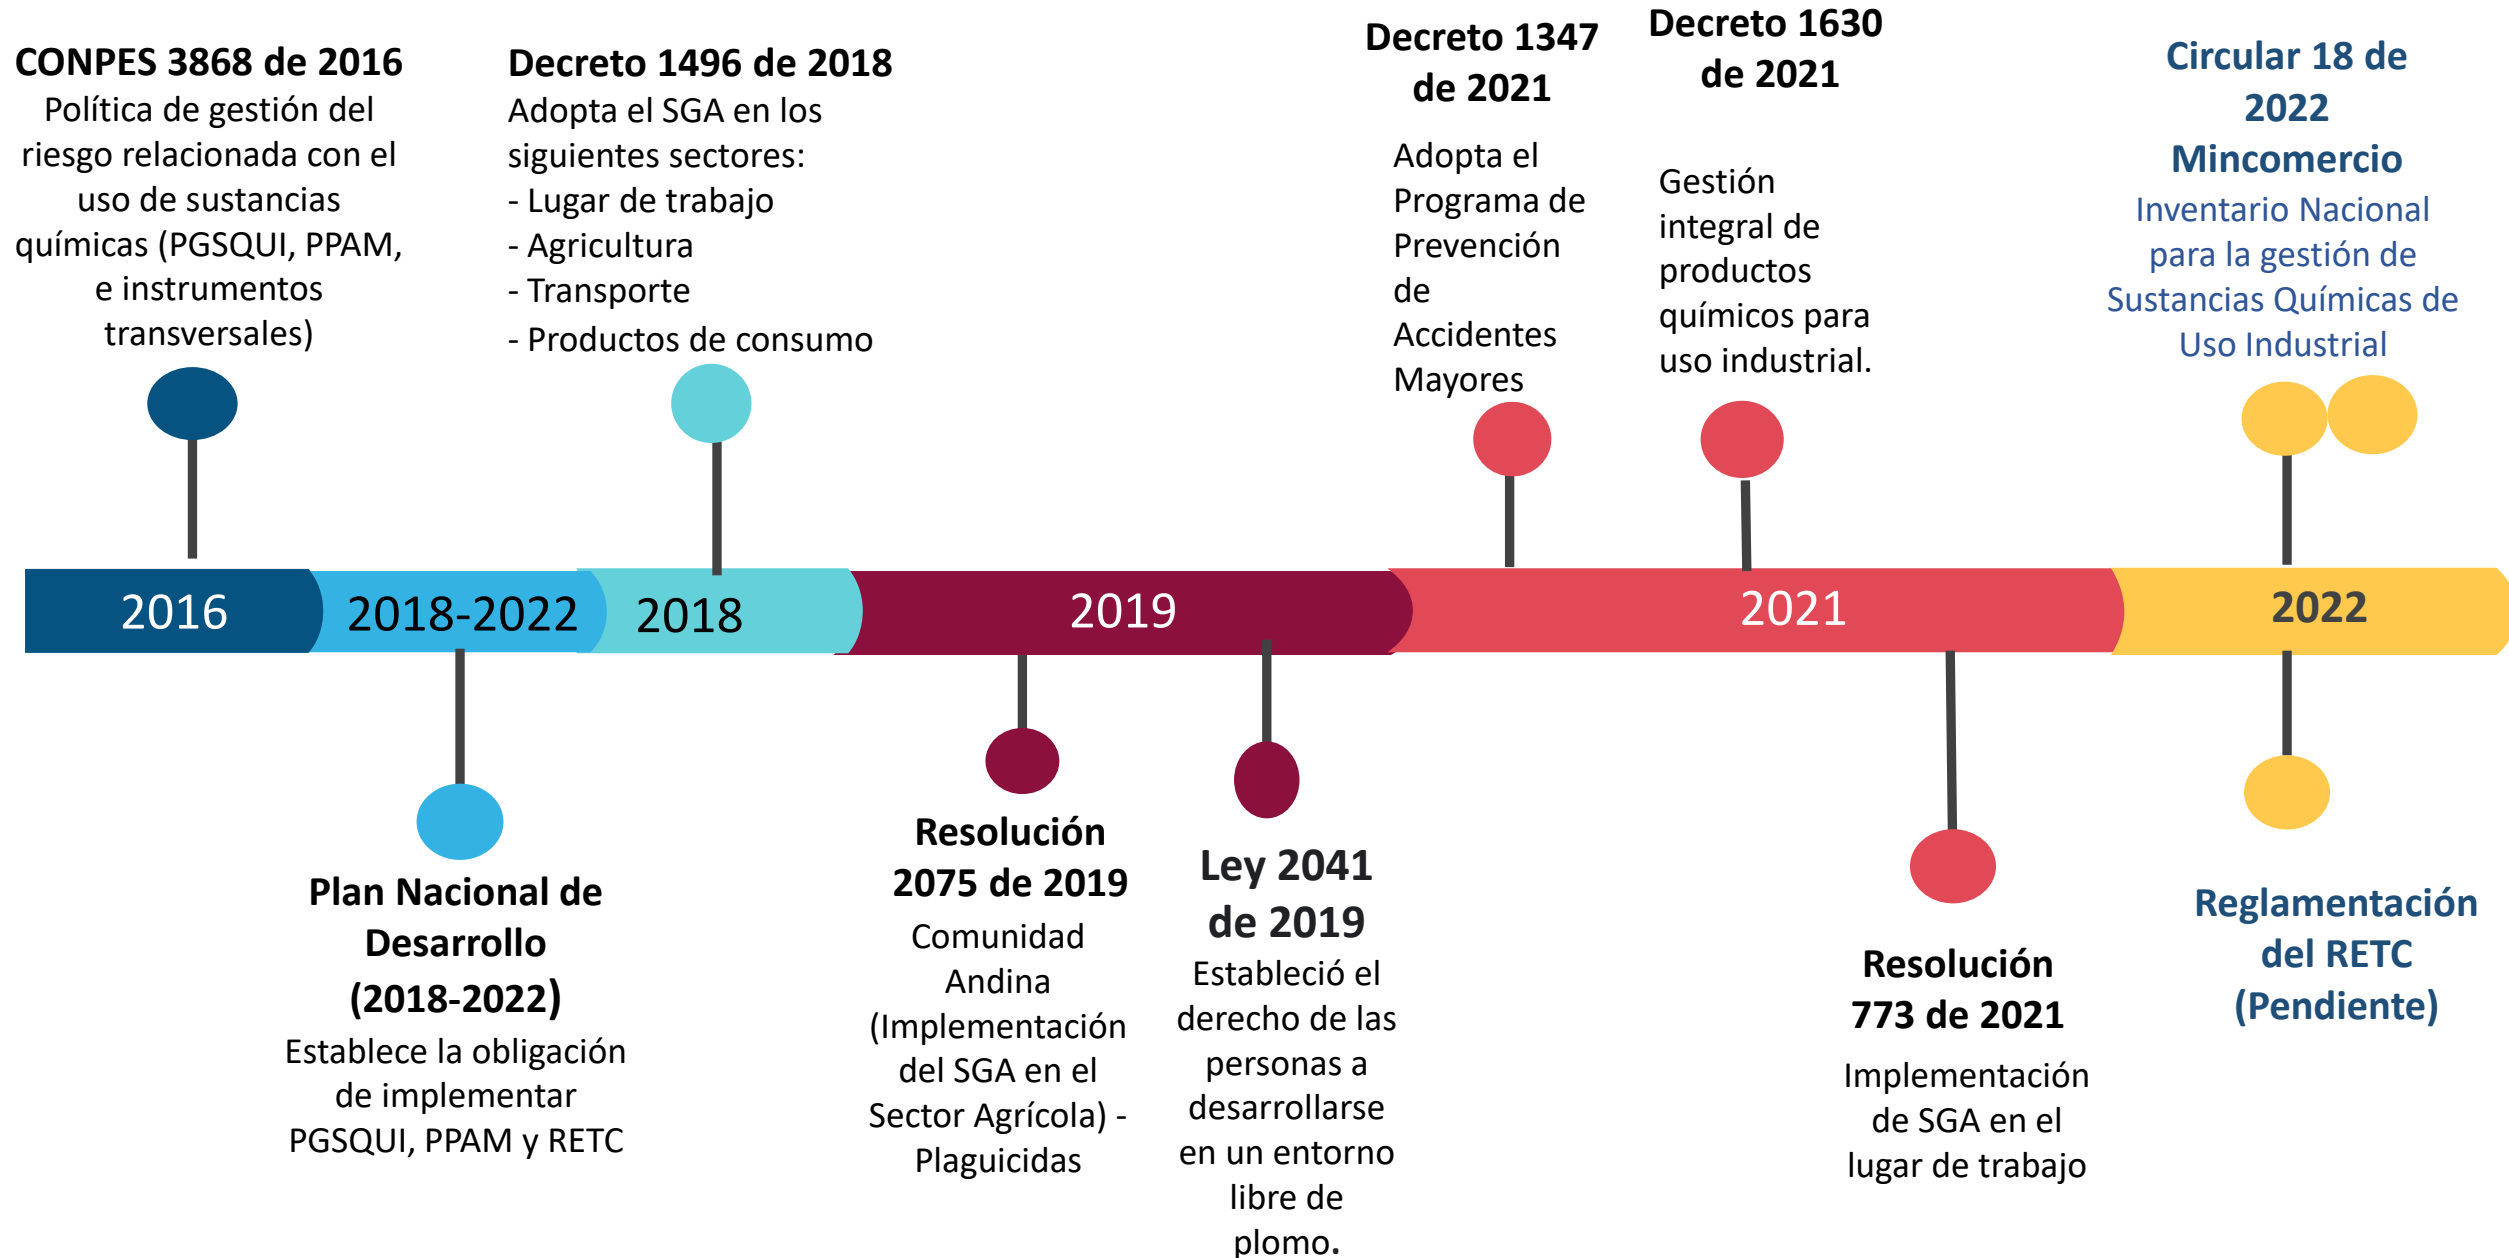 CONPES 3868 de 2016
Política de gestión del
riesgo relacionada con el
uso de sustancias
químicas (PGSQUI, PPAM,
e instrumentos
transversales)
Decreto 1496 de 2018
Adopta el SGA en los
siguientes sectores:
- Lugar de trabajo
- Agricultura
- Transporte
- Productos de consumo
Decreto 1347
de 2021
Adopta el
Programa de
Prevención
de
Accidentes
Mayores
Decreto 1630
de 2021
Gestión
integral de
productos
químicos para
uso industrial.
Circular 18 de
2022
Mincomercio
Inventario Nacional
para la gestión de
Sustancias Químicas de
Uso Industrial
2016
2018-2022
2018
2019
2021
2022
Plan Nacional de
Desarrollo
(2018-2022)
Establece la obligación
de implementar
PGSQUI, PPAM y RETC
Resolución
2075 de 2019
Comunidad
Andina
(Implementación
del SGA en el
Sector Agrícola) -
Plaguicidas
Ley 2041
de 2019
Estableció el
derecho de las
personas a
desarrollarse
en un entorno
libre de
plomo.
Resolución
773 de 2021
Implementación
de SGA en el
lugar de trabajo
Reglamentación
del RETC
(Pendiente)